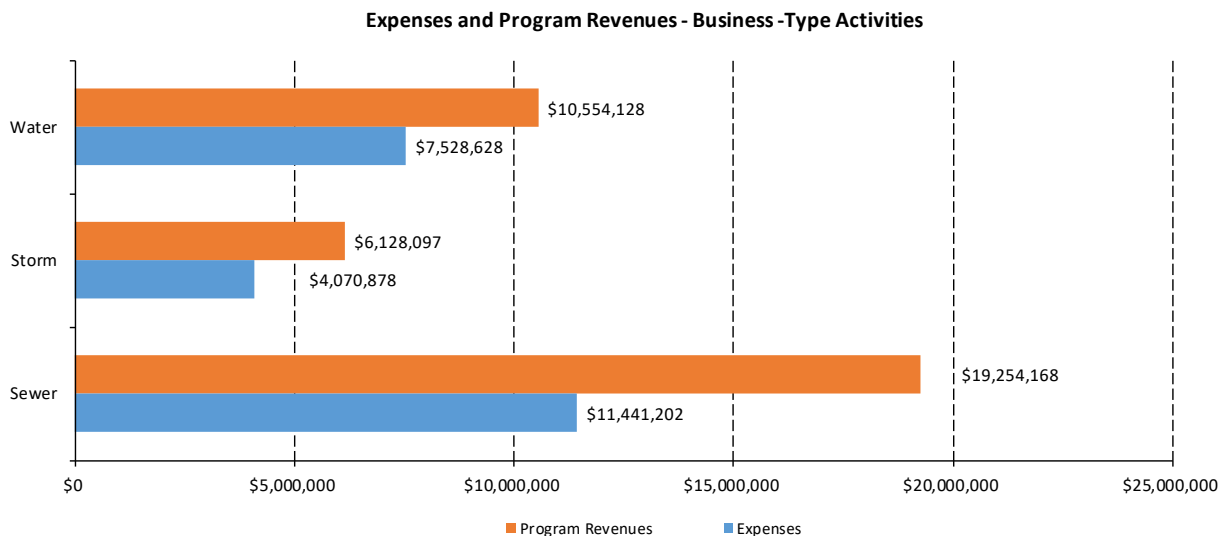 Expenses and Program Revenues - Business -Type Activities
Water
$10,554,128
$7,528,628
Storm
$6,128,097
$4,070,878
Sewer
$19,254,168
$11,441,202
$0 $5,000,000 $10,000,000 $15,000,000 $20,000,000 $25,000,000
Program Revenues Expenses